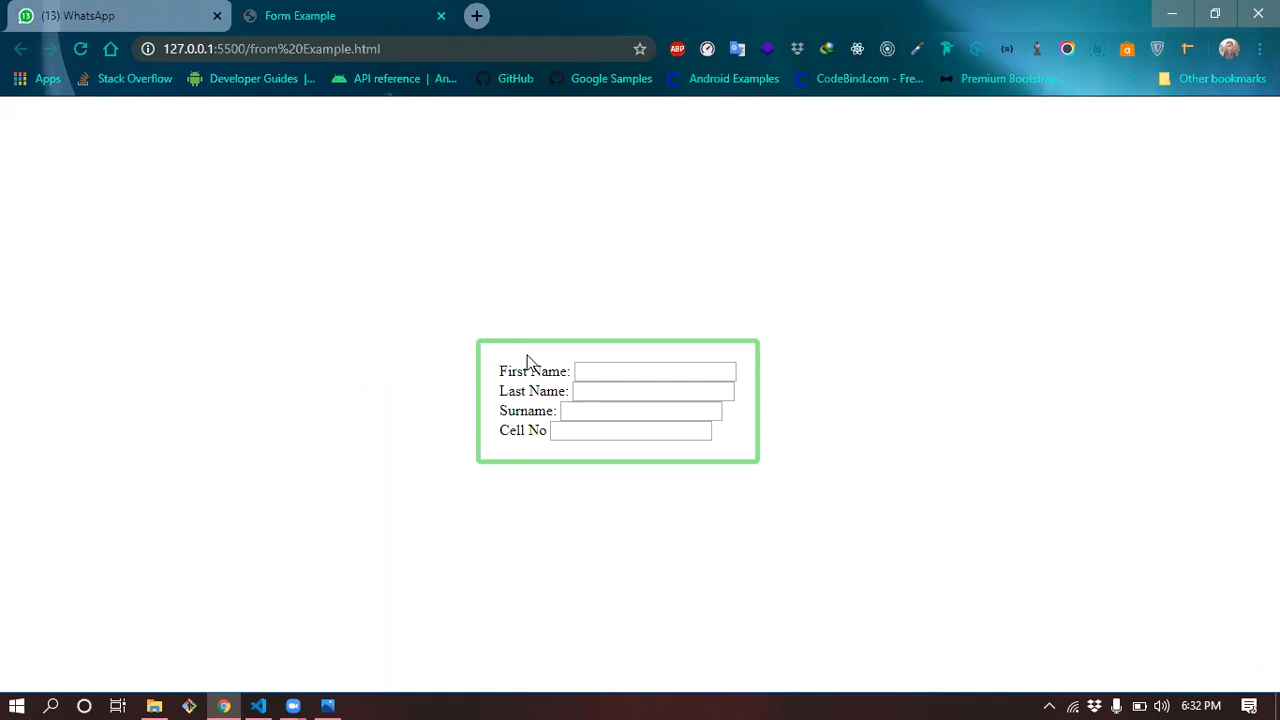 (13) WhatsApp
Form Example
127.0.0.1:5500/from%20Example.html
ABP
Apps
Stack Overflow
Developer Guides |...
API reference | An...
GitHub
Google Samples
Android Examples
CodeBind.com - Fre...
Premium Bootstrap...
Other bookmarks
First Name:
Last Name:
Surname:
Cell No
6:32 PM